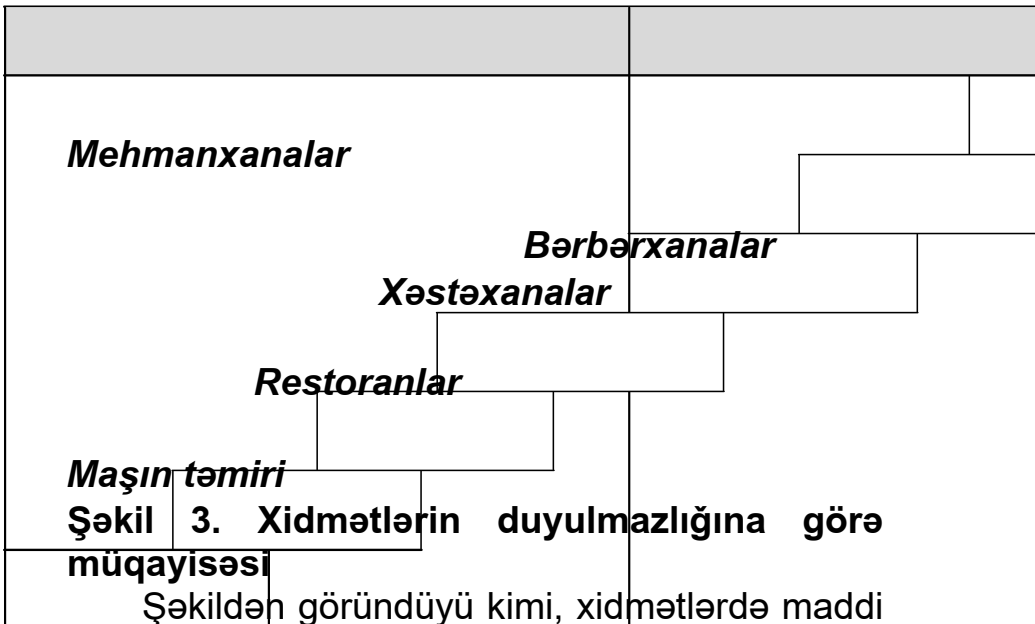 Mehmanxanalar
Bərbərxanalar
Xəstəxanalar
Restoranlar
Maşın təmiri
Şəkil 3. Xidmətlərin duyulmazlığına görə
müqayisəsi
Şəkildən göründüyü kimi, xidmətlərdə maddi